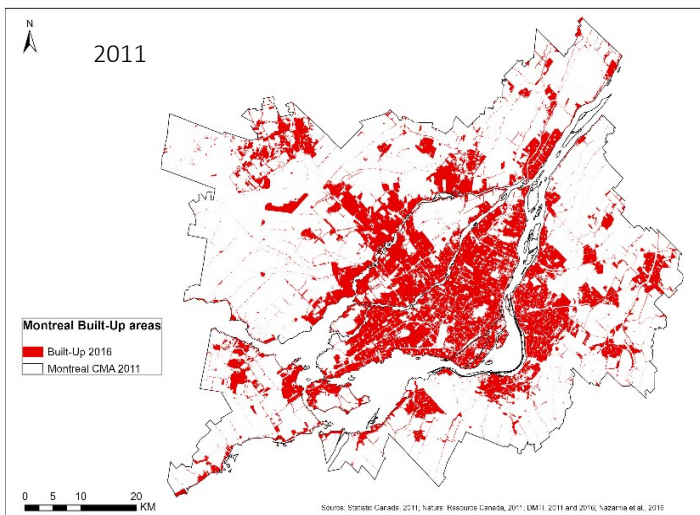 N
2011
Montreal Built-Up areas
Built-Up 2016
Montreal CMA 2011
0 5 10 20
KM
Source: Statistic Canada, 2011; Natural Resource Canada, 2011; DMTI, 2011 and 2016; Nazarnia et al., 2016